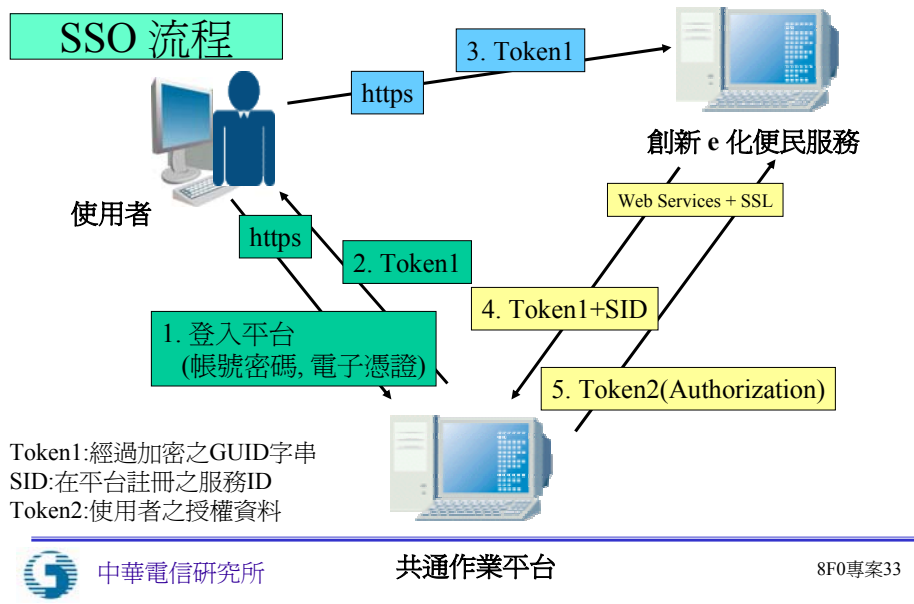 SSO 流程
3. Token1
https
創新 e 化便民服務
使用者
Web Services + SSL
https
2. Token1
4. Token1+SID
1. 登入平台
(帳號密碼, 電子憑證)
5. Token2(Authorization)
Token1:經過加密之GUID字串
SID:在平台註冊之服務ID
Token2:使用者之授權資料
中華電信研究所
共通作業平台
8F0專案33